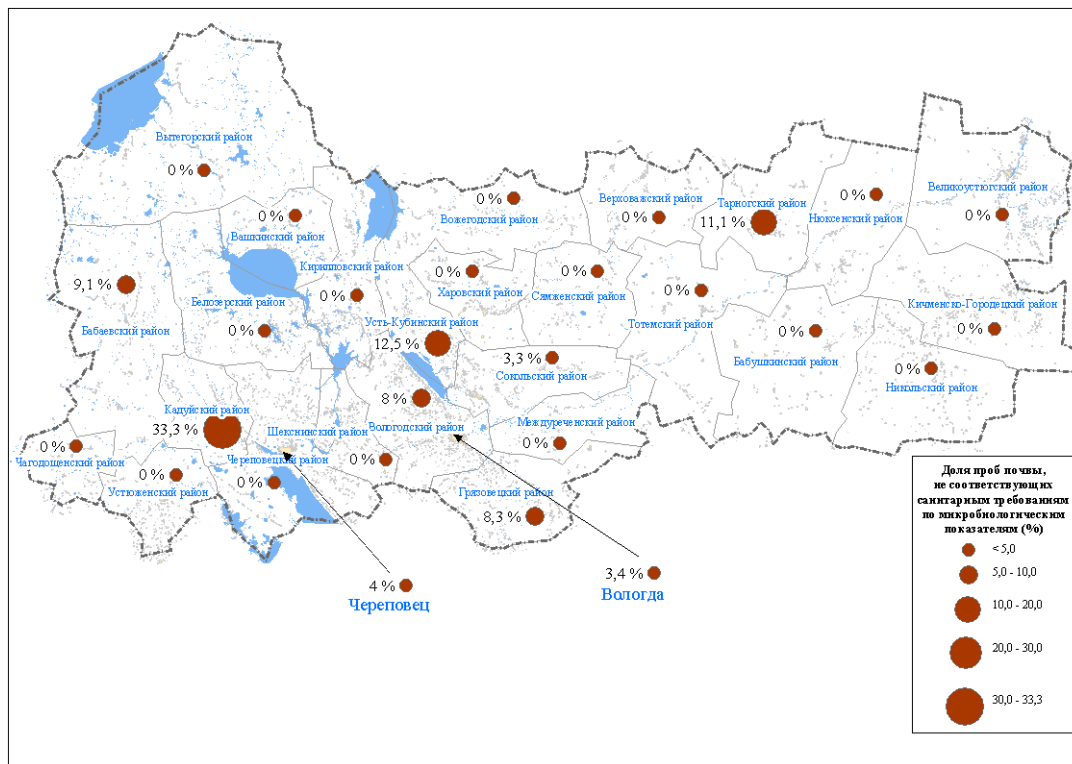 Вытегорский район
0 %
0 %
Вашкинский район
Вожегодский район
0 %
Верховажский район
0 %
Тарногский район
11,1 %
0 %
Нюксенский район
Великоустюгский район
0 %
9,1 %
Бабаевский район
Белозерский район
0 %
Кирилловский район
0 %
0 %
Харовский район
0 %
Сямженский район
0 %
Тотемский район
0 %
Бабушкинский район
Кичменско-Городецкий район
0 %
0 %
Никольский район
Усть-Кубинский район
12,5 %
3,3 %
Сокольский район
8 %
Вологодский район
Междуреченский район
0 %
Кадуйский район
33,3 %
Шекснинский район
0 %
0 %
Чагодощенский район
0 %
Устюженский район
Череповецкий район
0 %
Грязовецкий район
8,3 %
4 %
Череповец
3,4 %
Вологда
Доля проб почвы,
не соответствующих
санитарным требованиям
по микробиологическим
показателям (%)
< 5,0
5,0 - 10,0
10,0 - 20,0
20,0 - 30,0
30,0 - 33,3